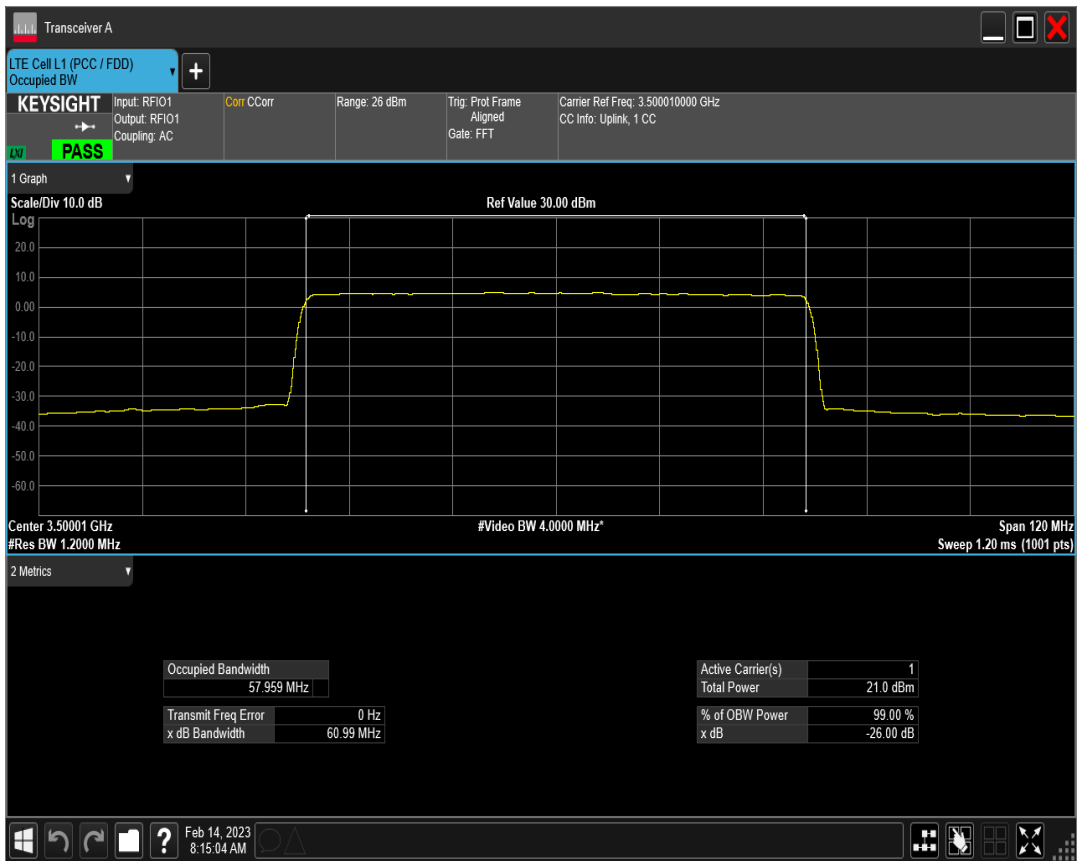 Transceiver A
LTE Cell L1 (PCC / FDD)
Occupied BW
KEYSIGHT
LXI
PASS
Input: RFIO1
Output: RFIO1
Coupling: AC
Corr CCorr
Range: 26 dBm
Trig: Prot Frame
Aligned
Gate: FFT
Carrier Ref Freq: 3.500010000 GHz
CC Info: Uplink, 1 CC
1 Graph
Scale/Div 10.0 dB
Ref Value 30.00 dBm
Log
20.0
10.0
0.00
-10.0
-20.0
-30.0
-40.0
-50.0
-60.0
Center 3.50001 GHz
#Video BW 4.0000 MHz*
Span 120 MHz
#Res BW 1.2000 MHz
Sweep 1.20 ms (1001 pts)
2 Metrics
Occupied Bandwidth
57.959 MHz
Transmit Freq Error 0 Hz
x dB Bandwidth 60.99 MHz
Active Carrier(s) 1
Total Power 21.0 dBm
% of OBW Power 99.00 %
x dB -26.00 dB
?
Feb 14, 2023
8:15:04 AM